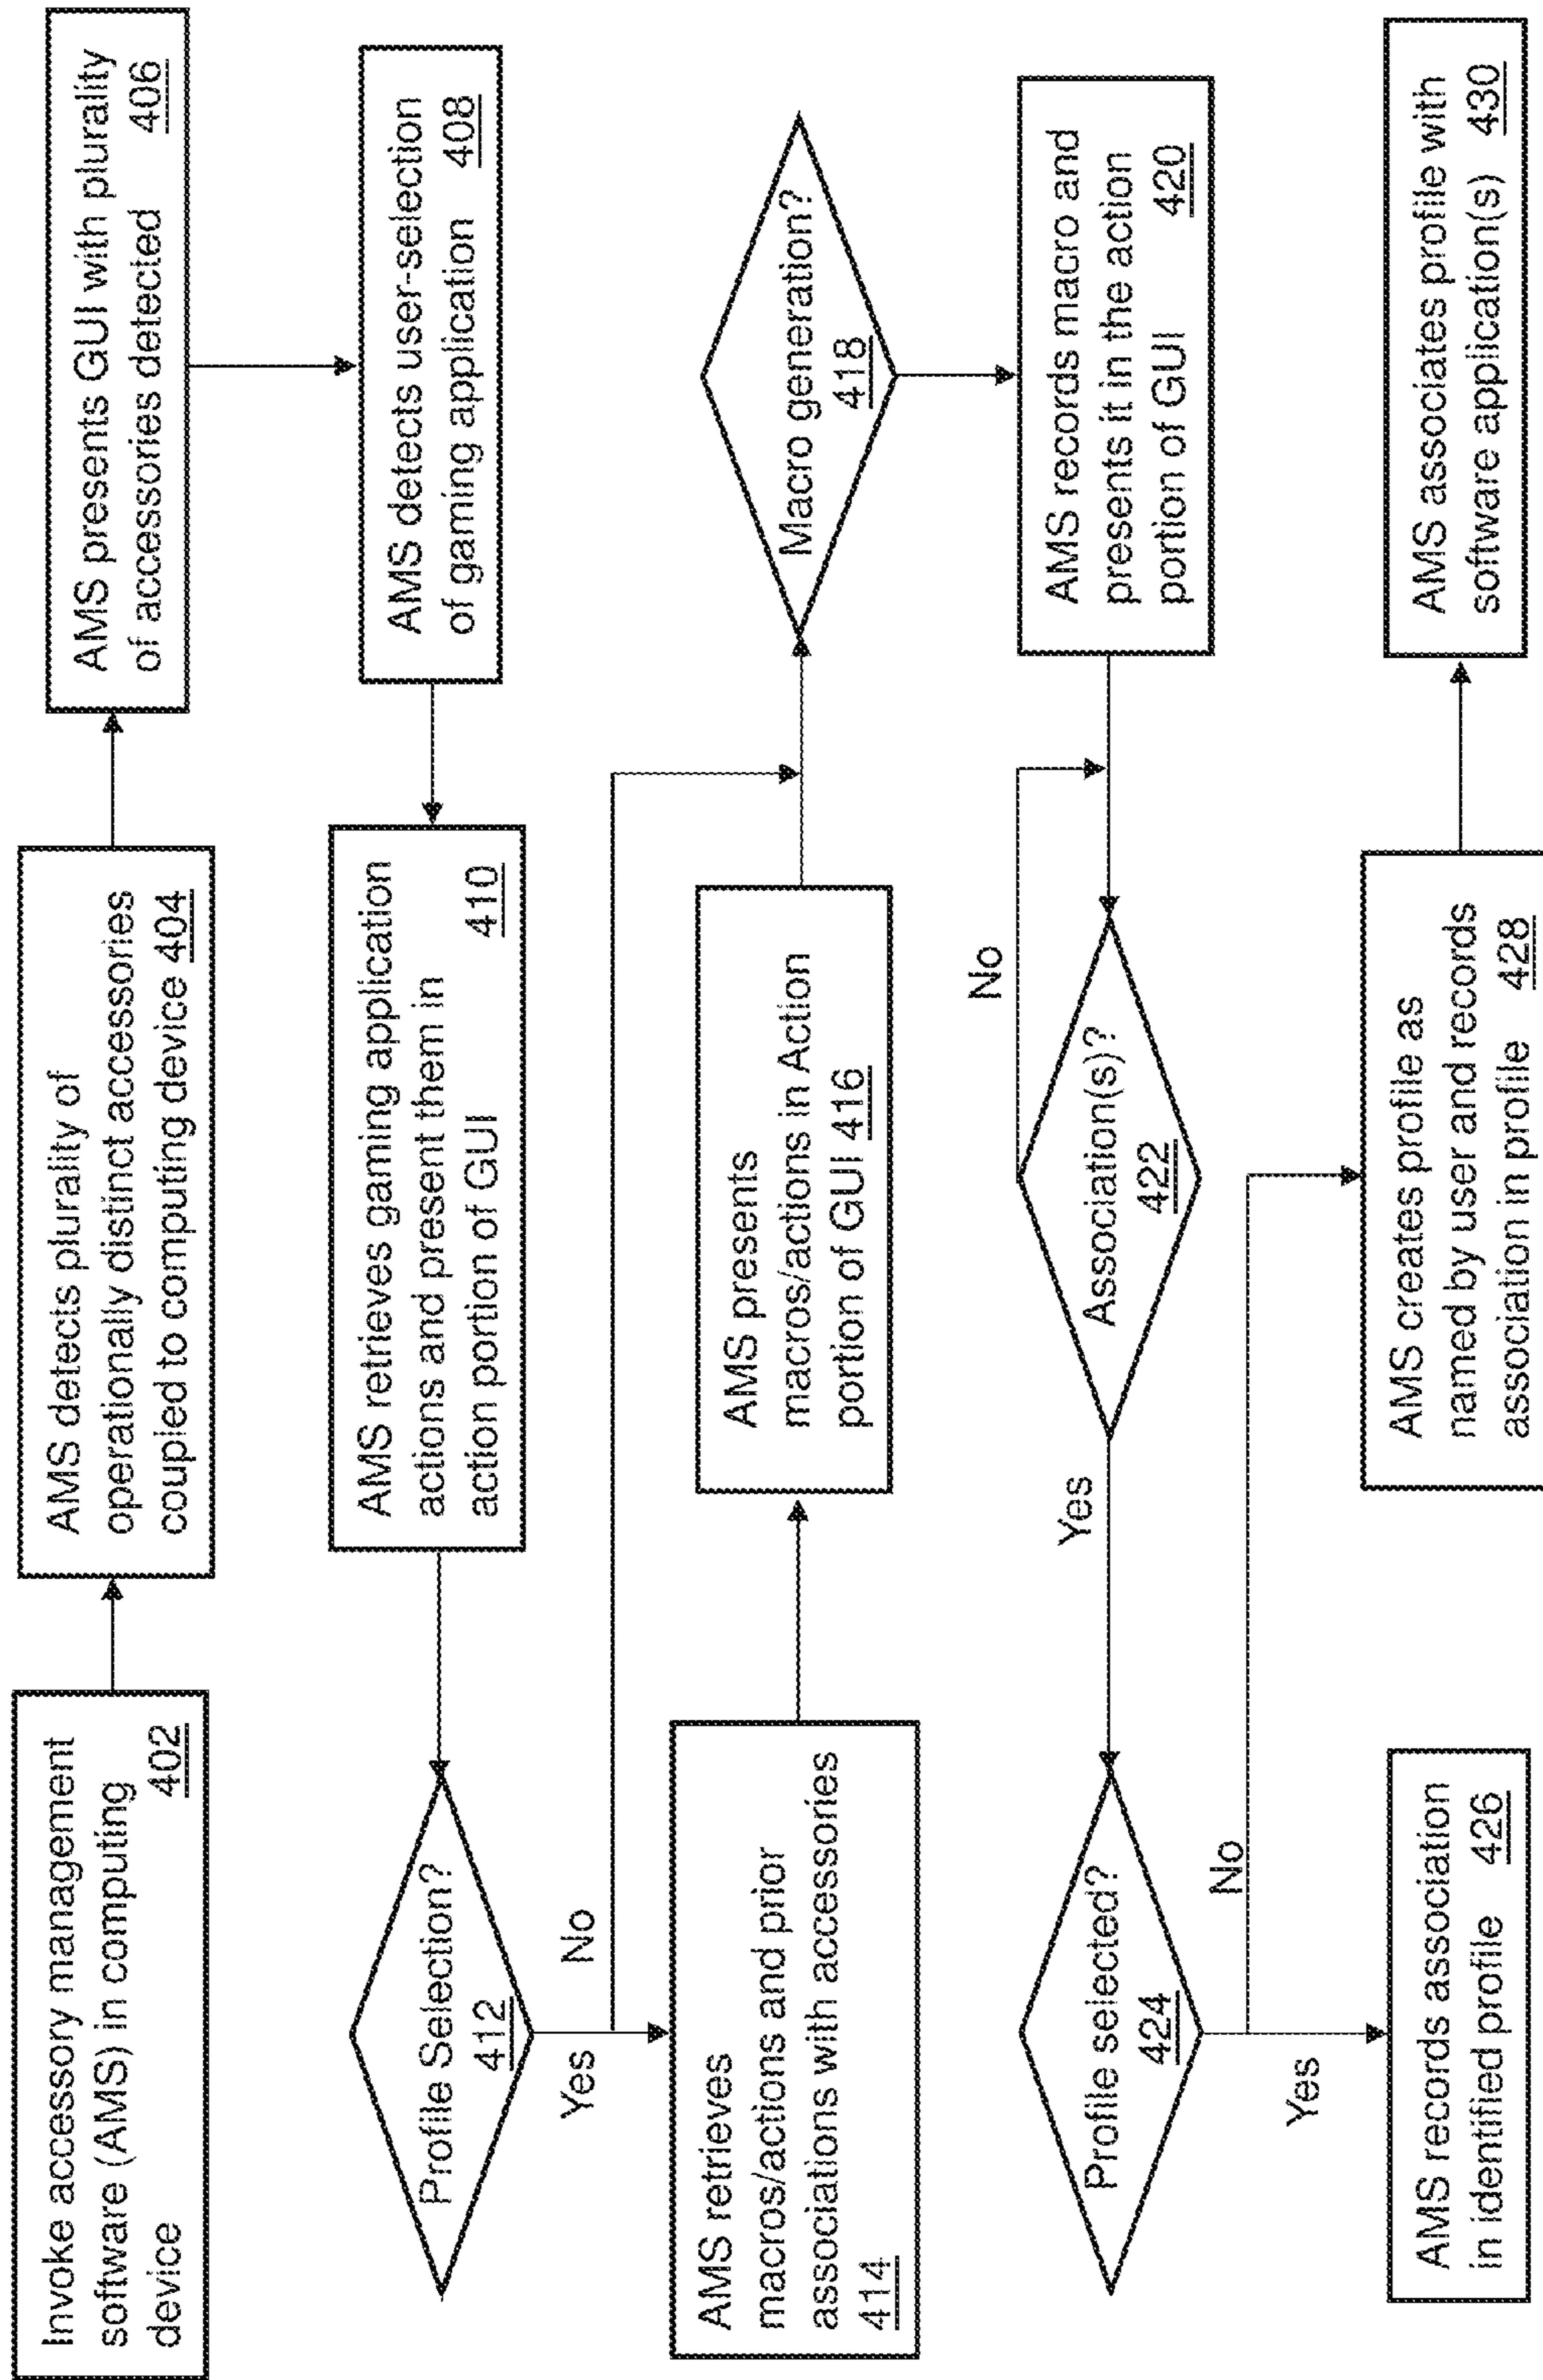 Invoke accessory management
software (AMS) in computing
device 402
AMS detects plurality of
operationally distinct accessories
coupled to computing device 404
AMS presents GUI with plurality
of accessories detected 406
AMS detects user-selection
of gaming application 408
AMS retrieves gaming application
actions and present them in
action portion of GUI 410
Profile Selection?
412
Yes
No
AMS retrieves
macros/actions and prior
associations with accessories
414
AMS presents
macros/actions in Action
portion of GUI 416
Macro generation?
418
AMS records macro and
presents it in the action
portion of GUI 420
Association(s)?
422
No
Yes
Profile selected?
424
Yes
No
AMS records association
in identified profile 426
AMS creates profile as
named by user and records
association in profile 428
AMS associates profile with
software application(s) 430